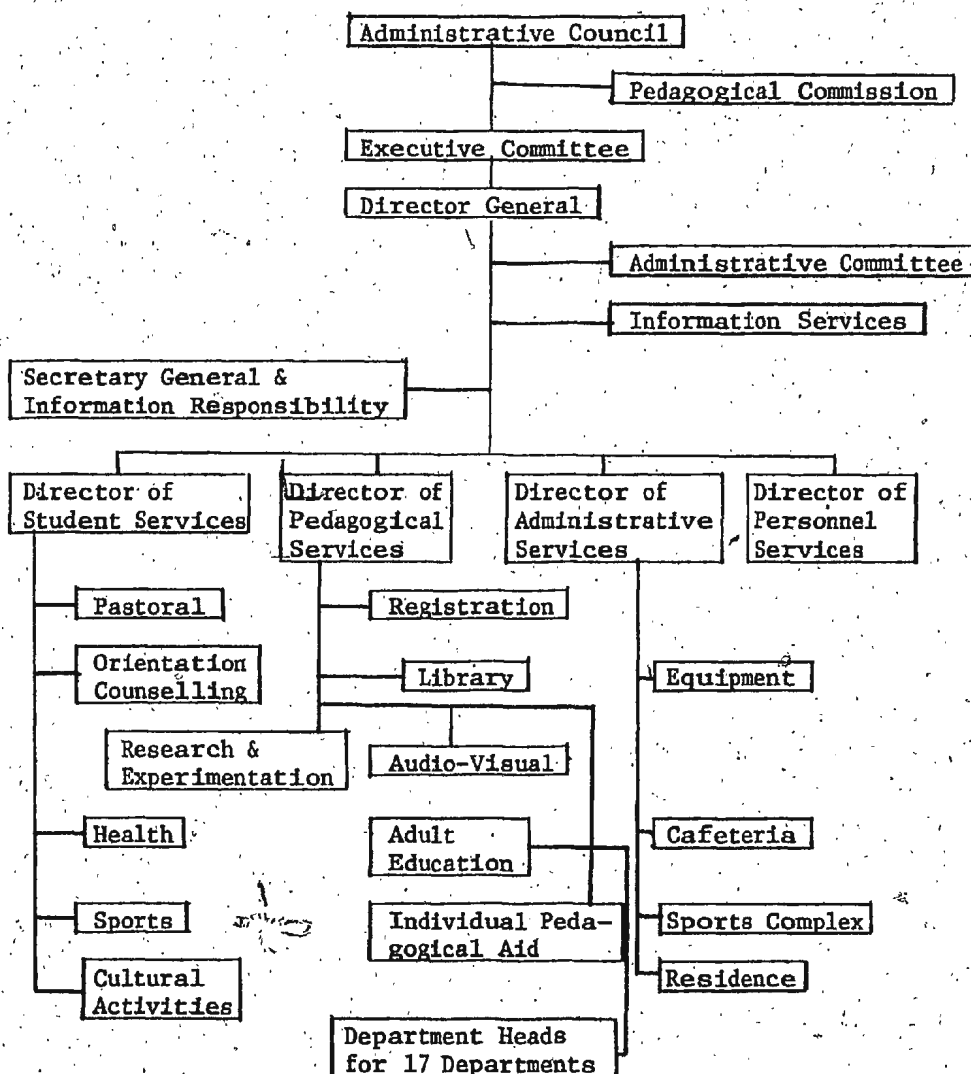 Administrative Council
Pedagogical Commission
Executive Committee
Director General
Administrative Committee
Information Services
Secretary General &
Information Responsibility
Director of
Student Services
Director of
Pedagogical
Services
Director of
Administrative
Services
Director of
Personnel
Services
Pastoral
Registration
Orientation
Counselling
Library
Equipment
Research &
Experimentation
Audio-Visual
Health
Adult
Education
Cafeteria
Sports
Individual Peda-
gogical Aid
Sports Complex
Cultural
Activities
Residence
Department Heads
for 17 Departments